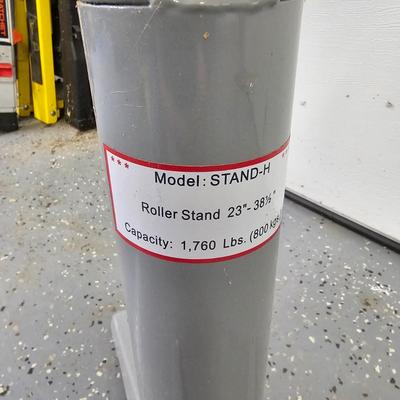 ***
Model: STAND-H
Roller Stand 23"- 38½"
Capacity: 1,760 Lbs. (800 kgs.